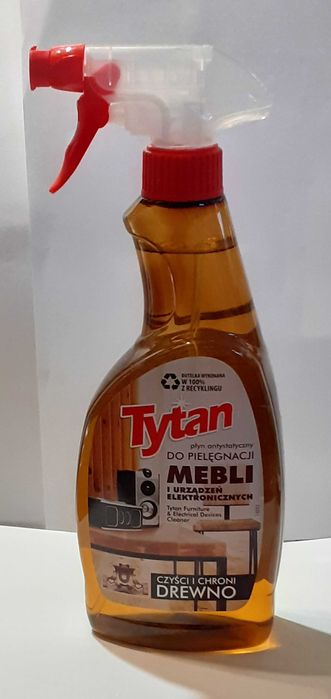 BUTELKA WYKONANA
W 100%
Z RECYKLINGU
Tytan
płyn antystatyczny
DO PIELĘGNACJI
MEBLI
I URZĄDZEŃ
ELEKTRONICZNYCH
Tytan Furniture
& Electrical Devices
Cleaner
CZYŚCI I CHRONI
DREWNO